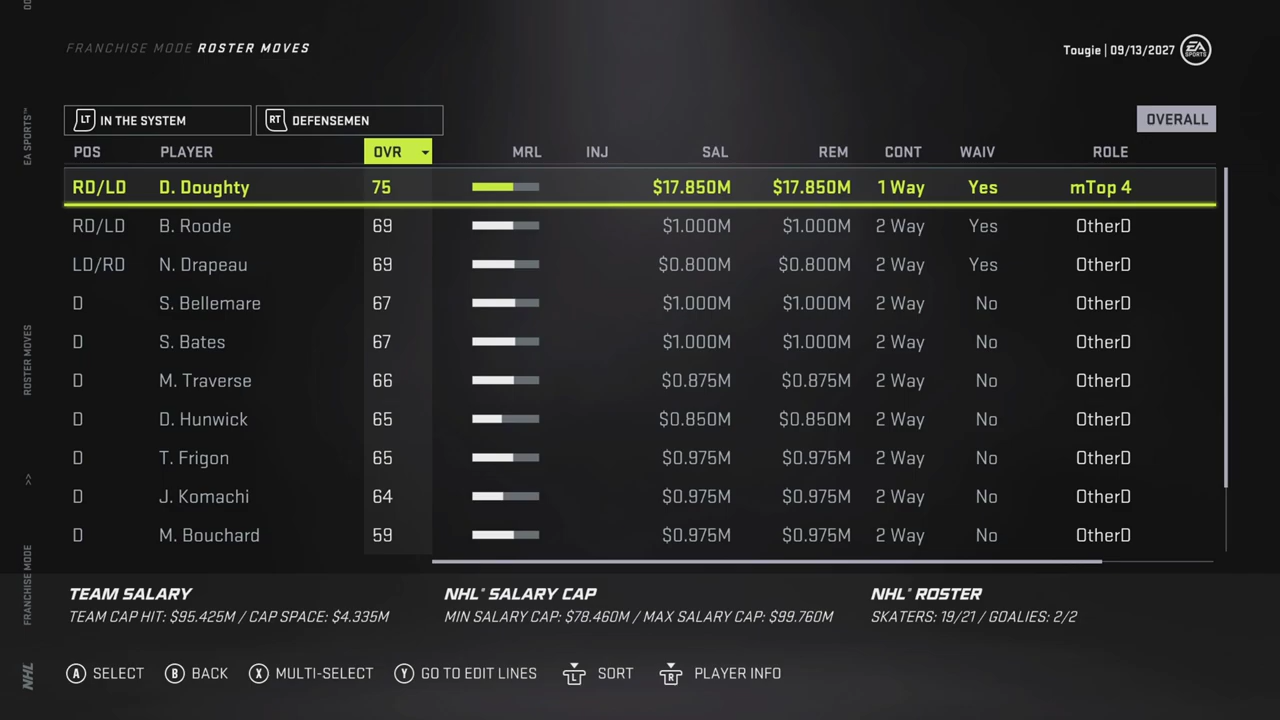 FRANCHISE MODE ROSTER MOVES
Tougie | 09/13/2027
EA SPORTS
LT IN THE SYSTEM
RT DEFENSEMEN
OVERALL
POS PLAYER OVR MRL INJ SAL REM CONT WAIV ROLE
RD/LD D. Doughty 75 $17.850M $17.850M 1 Way Yes mTop 4
RD/LD B. Roode 69 $1.000M $1.000M 2 Way Yes OtherD
LD/RD N. Drapeau 69 $0.800M $0.800M 2 Way Yes OtherD
D S. Bellemare 67 $1.000M $1.000M 2 Way No OtherD
D S. Bates 67 $1.000M $1.000M 2 Way No OtherD
D M. Traverse 66 $0.875M $0.875M 2 Way No OtherD
D D. Hunwick 65 $0.850M $0.850M 2 Way No OtherD
D T. Frigon 65 $0.975M $0.975M 2 Way No OtherD
D J. Komachi 64 $0.975M $0.975M 2 Way No OtherD
D M. Bouchard 59 $0.975M $0.975M 2 Way No OtherD
TEAM SALARY
TEAM CAP HIT: $95.425M / CAP SPACE: $4.335M
NHL® SALARY CAP
MIN SALARY CAP: $78.460M / MAX SALARY CAP: $99.760M
NHL® ROSTER
SKATERS: 19/21 / GOALIES: 2/2
A SELECT B BACK X MULTI-SELECT Y GO TO EDIT LINES L SORT R PLAYER INFO
EA SPORTS™
ROSTER MOVES
>>
FRANCHISE MODE
NHL